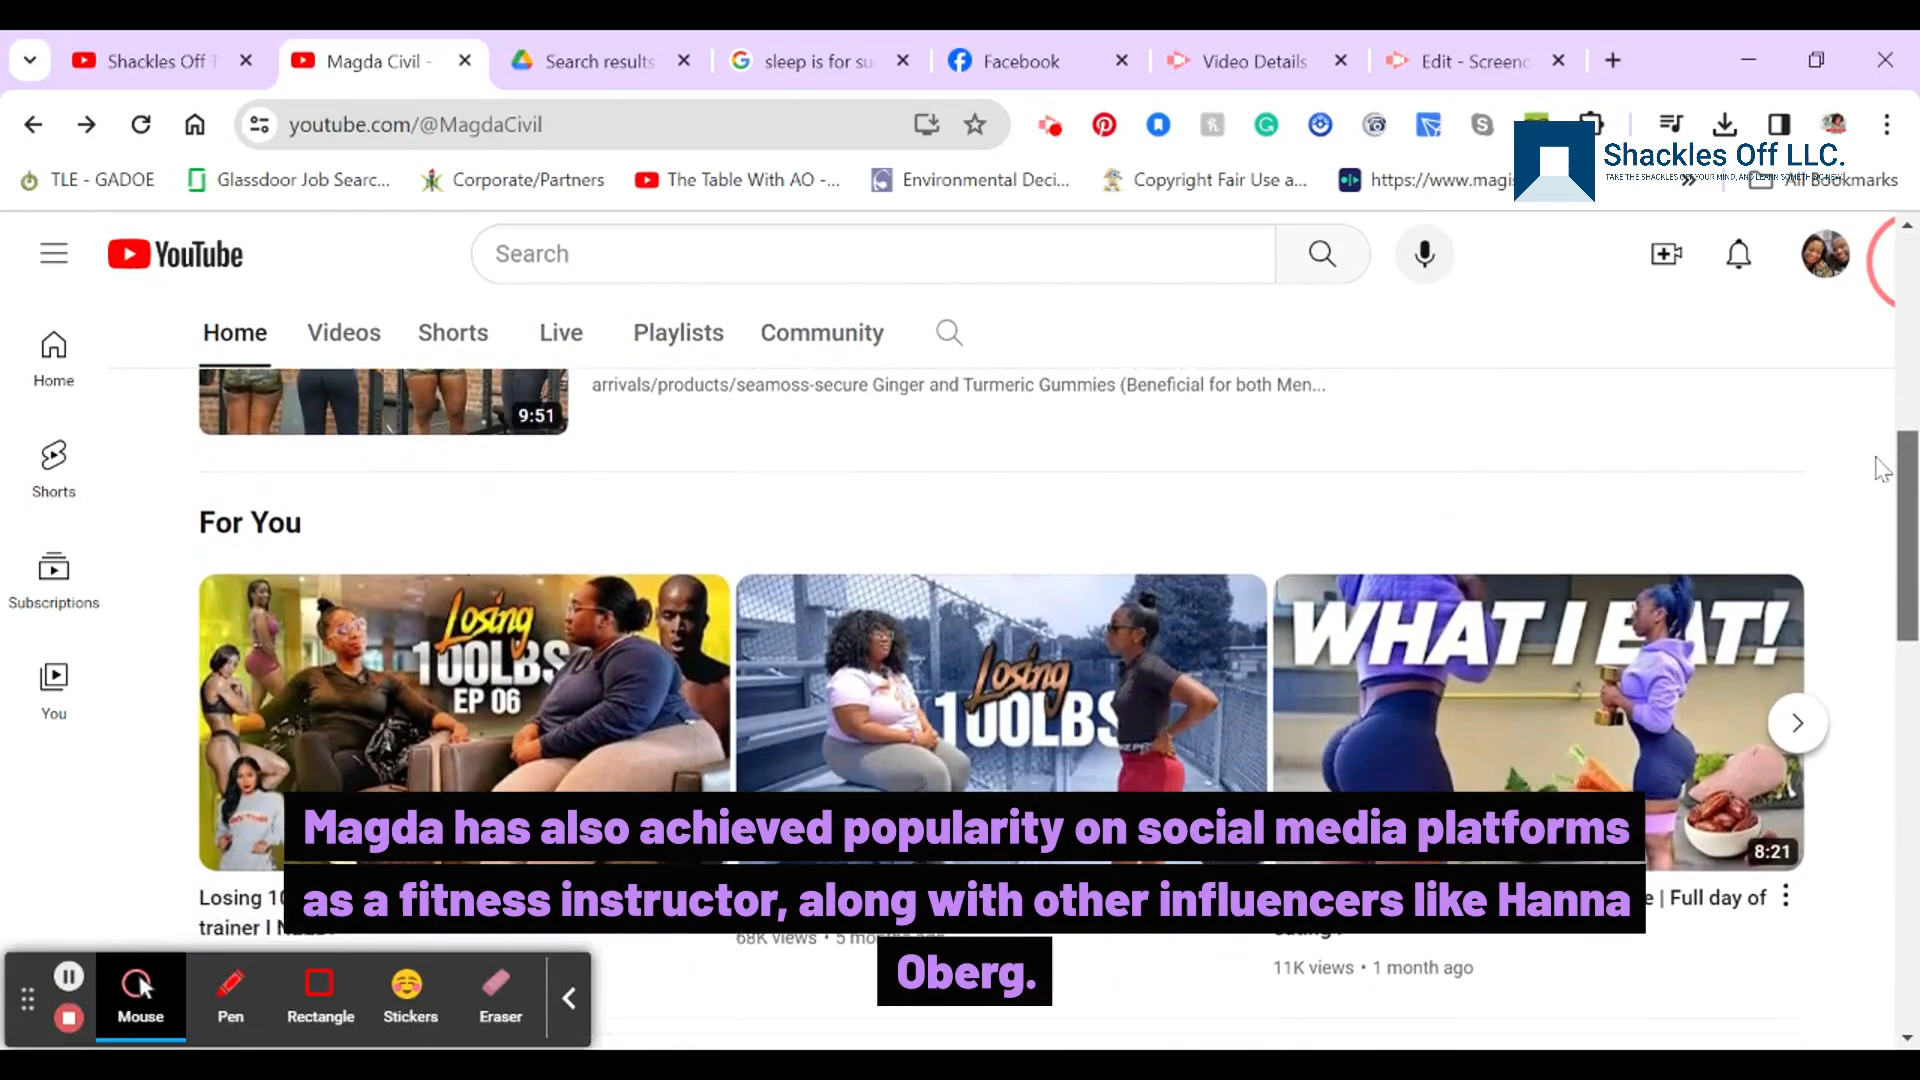 Shackles Off T
Magda Civil -
Search results
sleep is for su
Facebook
Video Details
Edit - Screenc
youtube.com/@MagdaCivil
Shackles Off LLC.
TAKE THE SHACKLES OFF YOUR MIND, AND LEARN SOMETHING NEW.
TLE - GADOE
Glassdoor Job Searc...
Corporate/Partners
The Table With AO -...
Environmental Deci...
Copyright Fair Use a...
https://www.magi
All Bookmarks
YouTube
Search
Home
Videos
Shorts
Live
Playlists
Community
Home
Shorts
Subscriptions
You
arrivals/products/seamoss-secure Ginger and Turmeric Gummies (Beneficial for both Men...
9:51
For You
Losing
100LBS
EP 06
Losing
100LBS
WHAT I EAT!
8:21
Magda has also achieved popularity on social media platforms
as a fitness instructor, along with other influencers like Hanna
Oberg.
Losing 10
trainer I
68K views • 5 months ago
e | Full day of
11K views • 1 month ago
Mouse
Pen
Rectangle
Stickers
Eraser